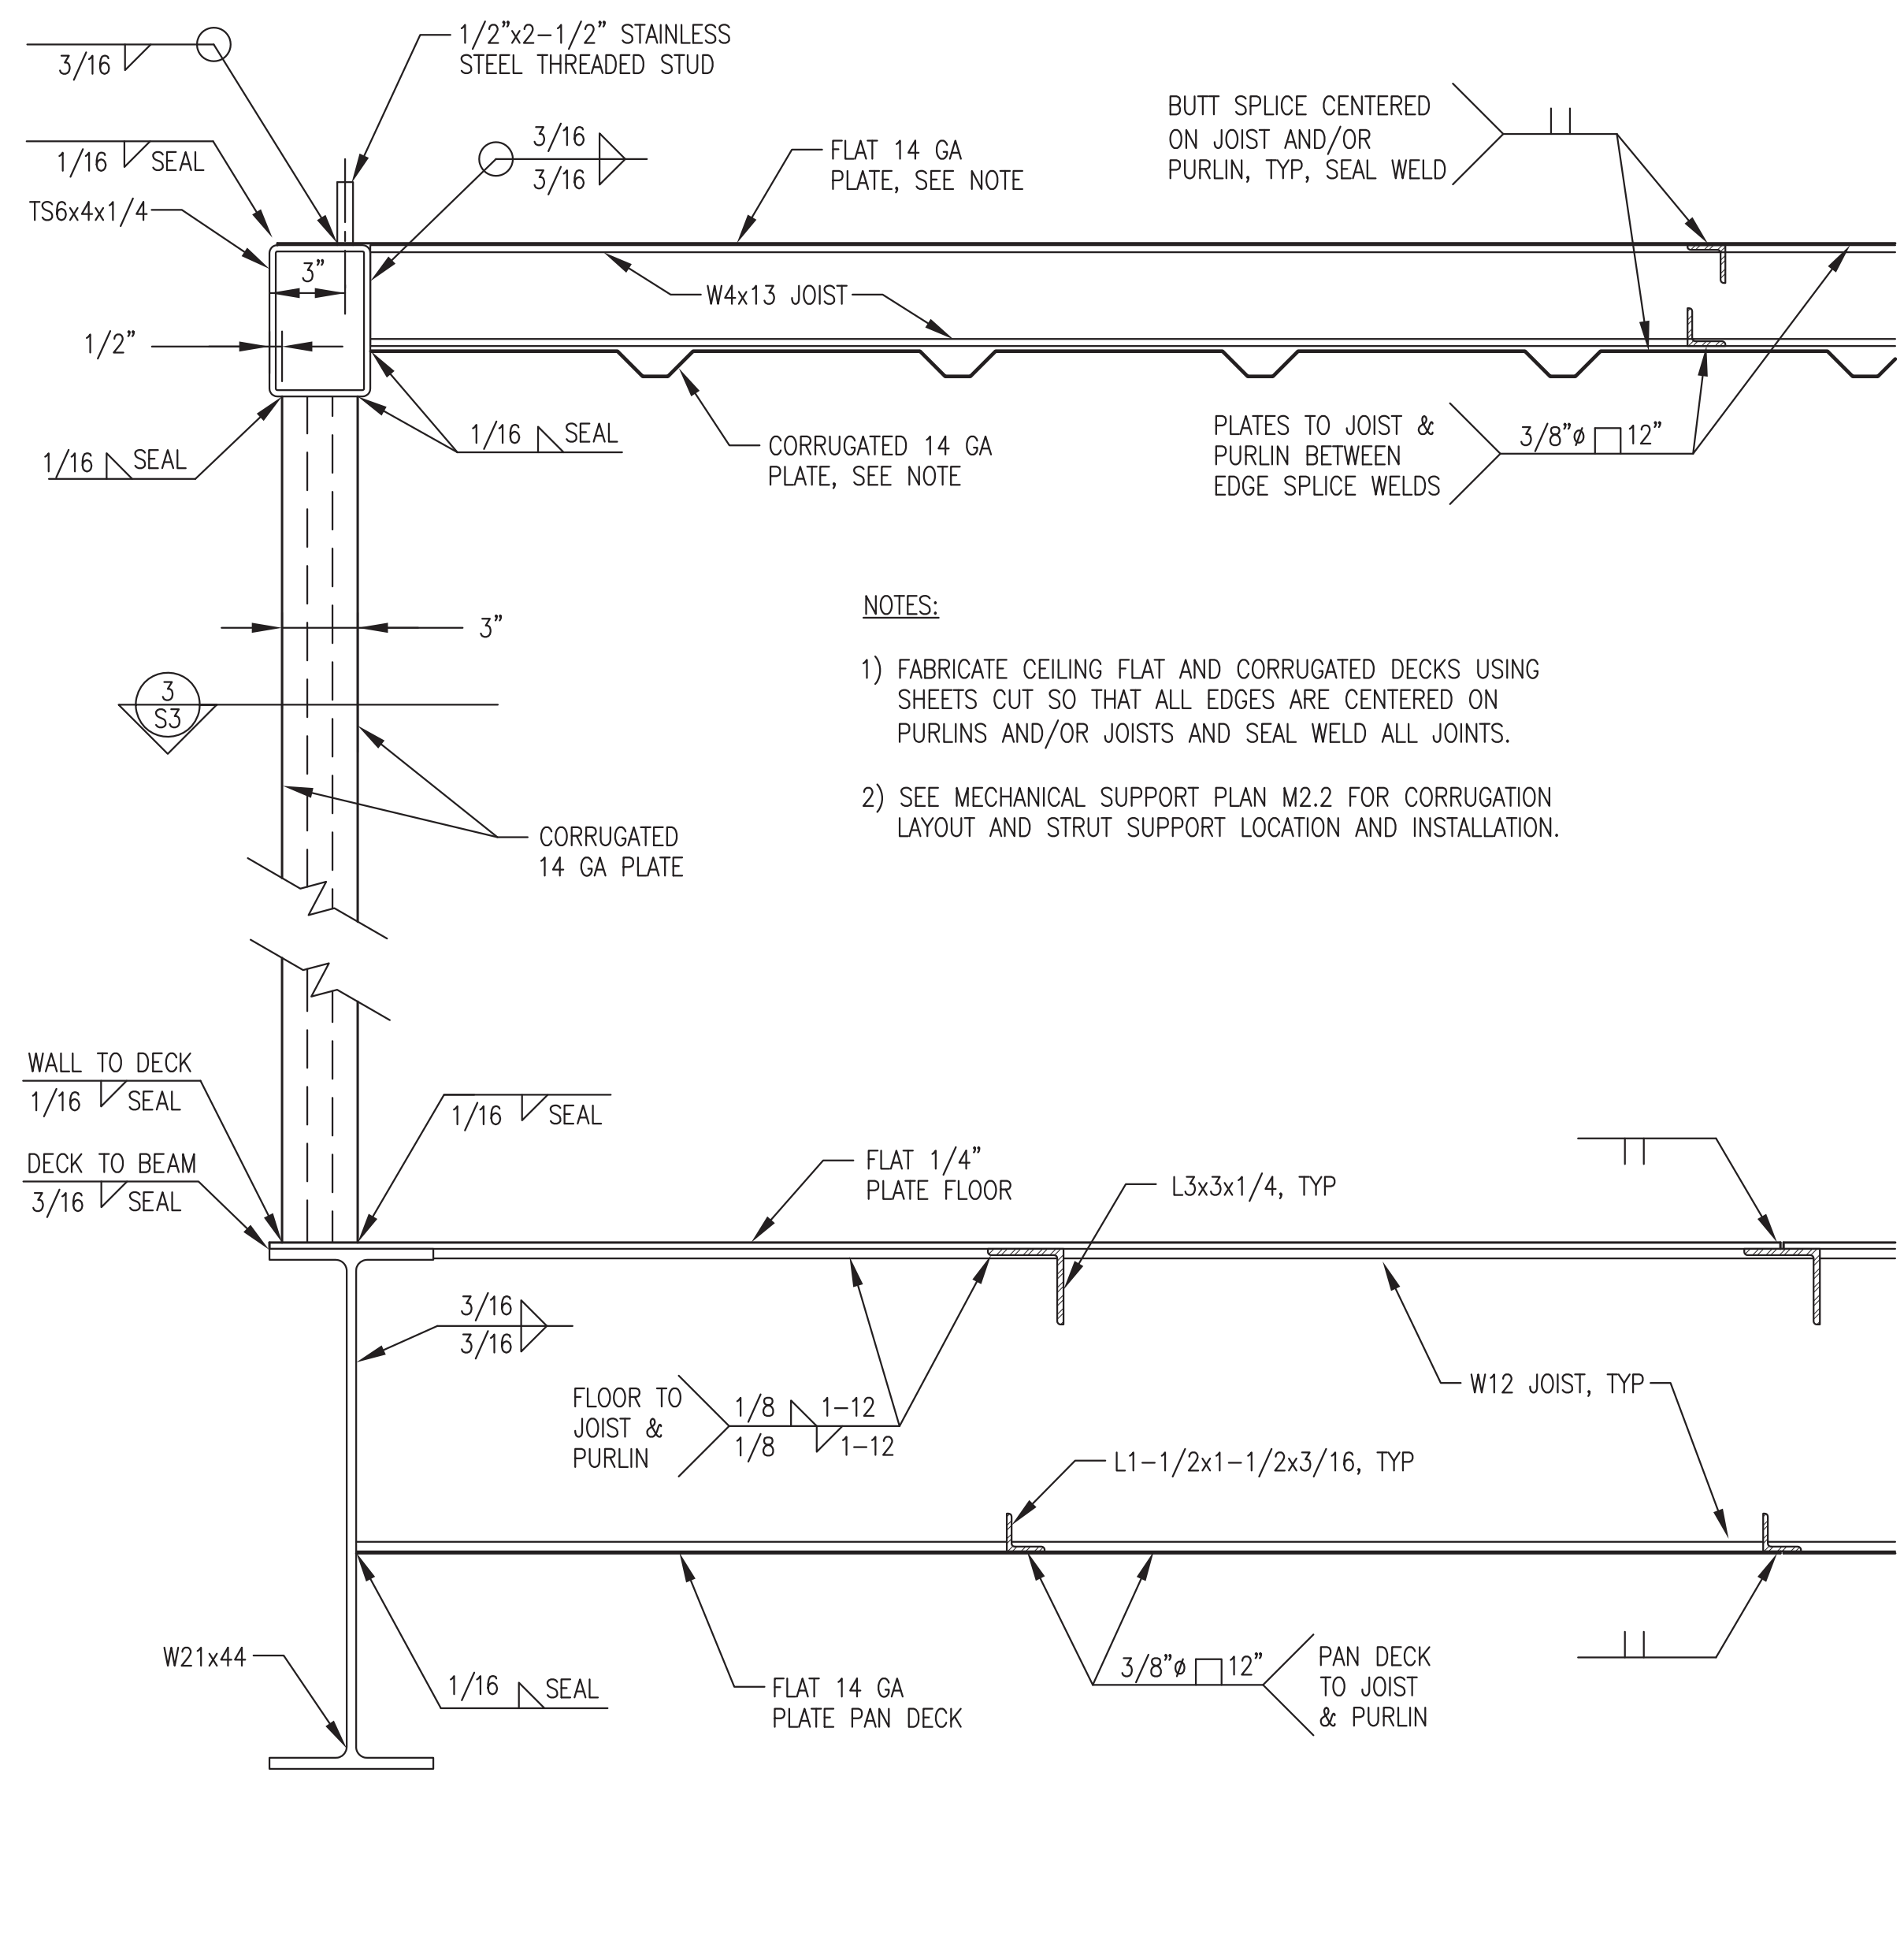 3/16
1/2"x2-1/2" STAINLESS
STEEL THREADED STUD
1/16 SEAL
3/16
3/16
FLAT 14 GA
PLATE, SEE NOTE
BUTT SPLICE CENTERED
ON JOIST AND/OR
PURLIN, TYP, SEAL WELD
TS6x4x1/4
3"
W4x13 JOIST
1/2"
1/16 SEAL
1/16 SEAL
CORRUGATED 14 GA
PLATE, SEE NOTE
PLATES TO JOIST &
PURLIN BETWEEN
EDGE SPLICE WELDS
3/8"ø 12"
3"
NOTES:
1) FABRICATE CEILING FLAT AND CORRUGATED DECKS USING
SHEETS CUT SO THAT ALL EDGES ARE CENTERED ON
PURLINS AND/OR JOISTS AND SEAL WELD ALL JOINTS.
2) SEE MECHANICAL SUPPORT PLAN M2.2 FOR CORRUGATION
LAYOUT AND STRUT SUPPORT LOCATION AND INSTALLATION.
3
S3
CORRUGATED
14 GA PLATE
WALL TO DECK
1/16 SEAL
1/16 SEAL
DECK TO BEAM
3/16 SEAL
FLAT 1/4"
PLATE FLOOR
L3x3x1/4, TYP
3/16
3/16
FLOOR TO
JOIST &
PURLIN
1/8 1-12
1/8 1-12
W12 JOIST, TYP
L1-1/2x1-1/2x3/16, TYP
W21x44
1/16 SEAL
FLAT 14 GA
PLATE PAN DECK
3/8"ø 12"
PAN DECK
TO JOIST
& PURLIN